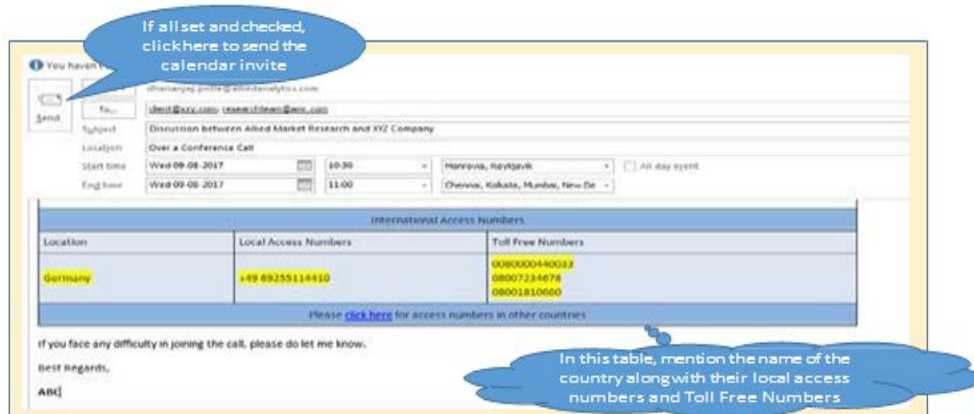 If all set and checked,
click here to send the
calendar invite
You haven't
Send
dhananjay.potle@alliedanalytics.com
To...
client@xzy.com; researchteam@amr.com
Subject
Discussion between Allied Market Research and XYZ Company
Location
Over a Conference Call
Start time
Wed 09-08-2017
10:30
Monrovia, Reykjavik
All day event
End time
Wed 09-08-2017
11:00
Chennai, Kolkata, Mumbai, New De
International Access Numbers
Location
Local Access Numbers
Toll Free Numbers
Germany
+49 69255114410
0080000440033
08007234678
08001810660
Please click here for access numbers in other countries
If you face any difficulty in joining the call, please do let me know.
Best Regards,
ABC
In this table, mention the name of the
country along with their local access
numbers and Toll Free Numbers